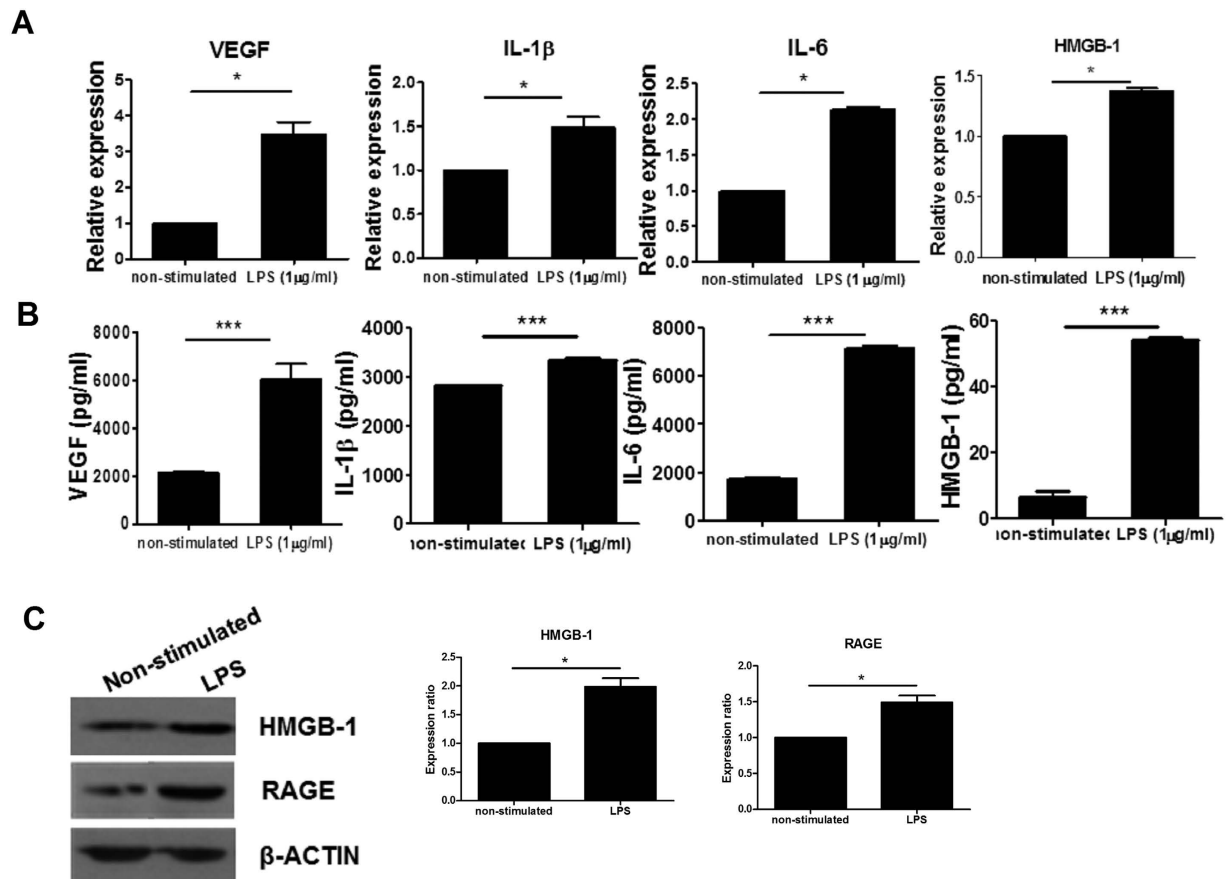 A
VEGF
Relative expression
5
4
3
2
1
0
*
non-stimulated LPS (1µg/ml)
IL-1β
Relative expression
2.0
1.5
1.0
0.5
0.0
*
non-stimulated LPS (1µg/ml)
IL-6
Relative expression
2.5
2.0
1.5
1.0
0.5
0.0
*
non-stimulated LPS (1µg/ml)
HMGB-1
Relative expression
1.5
1.0
0.5
0.0
*
non-stimulated LPS (1µg/ml)
B
VEGF (pg/ml)
8000
6000
4000
2000
0
***
non-stimulated LPS (1µg/ml)
IL-1β (pg/ml)
4000
3000
2000
1000
0
***
non-stimulated LPS (1µg/ml)
IL-6 (pg/ml)
8000
6000
4000
2000
0
***
non-stimulated LPS (1µg/ml)
HMGB-1 (pg/ml)
60
40
20
0
***
non-stimulated LPS (1µg/ml)
C
Non-stimulated
LPS
HMGB-1
RAGE
β-ACTIN
HMGB-1
Expression ratio
2.5
2.0
1.5
1.0
0.5
0.0
*
non-stimulated LPS
RAGE
Expression ratio
2.0
1.5
1.0
0.5
0.0
*
non-stimulated LPS